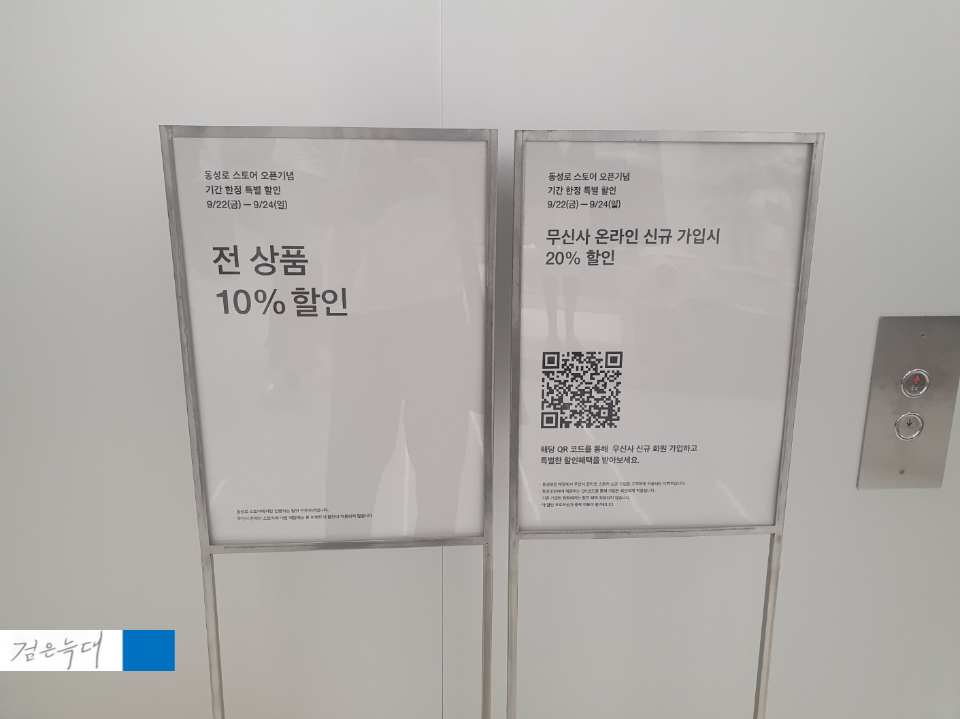 동성로 스토어 오픈기념
기간 한정 특별 할인
9/22(금) — 9/24(일)
전 상품
10% 할인
동성로 스토어 오픈기념
기간 한정 특별 할인
9/22(금) — 9/24(일)
무신사 온라인 신규 가입시
20% 할인
해당 QR 코드를 통해 무신사 신규 회원 가입하고
특별한 할인혜택을 받아보세요.
검은늑대